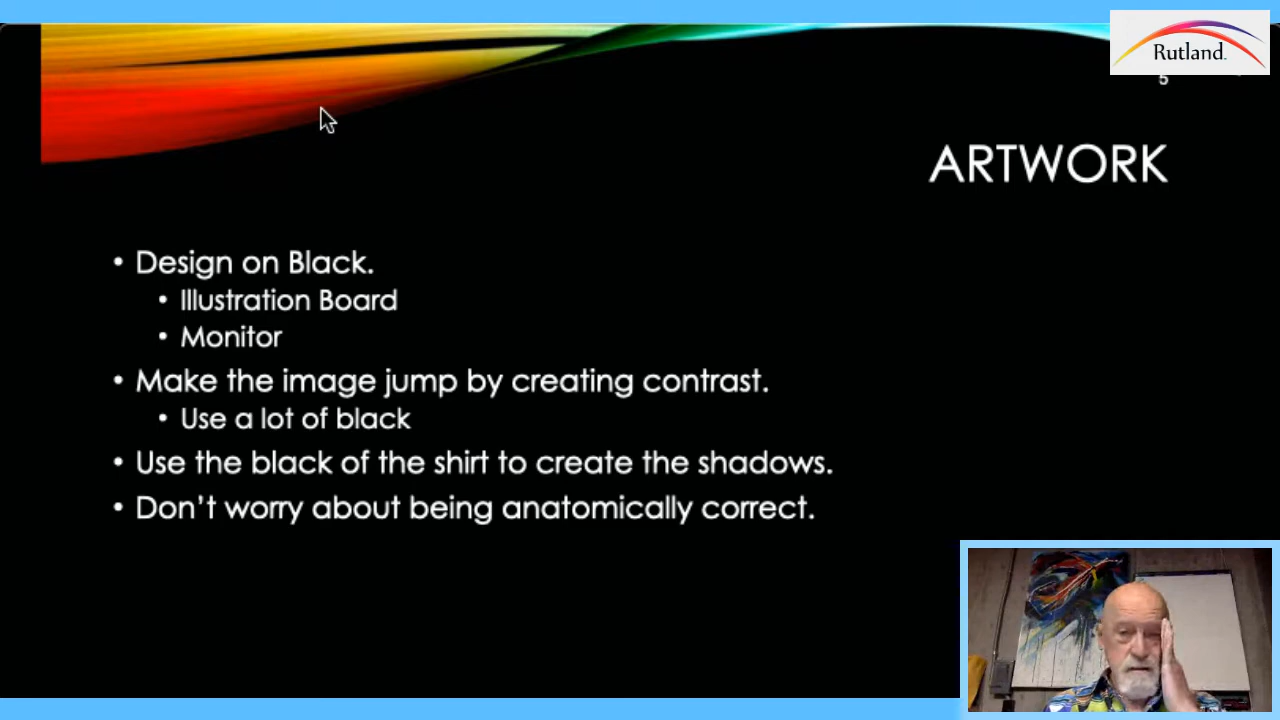 Rutland.
5
ARTWORK
• Design on Black.
• Illustration Board
• Monitor
• Make the image jump by creating contrast.
• Use a lot of black
• Use the black of the shirt to create the shadows.
• Don't worry about being anatomically correct.